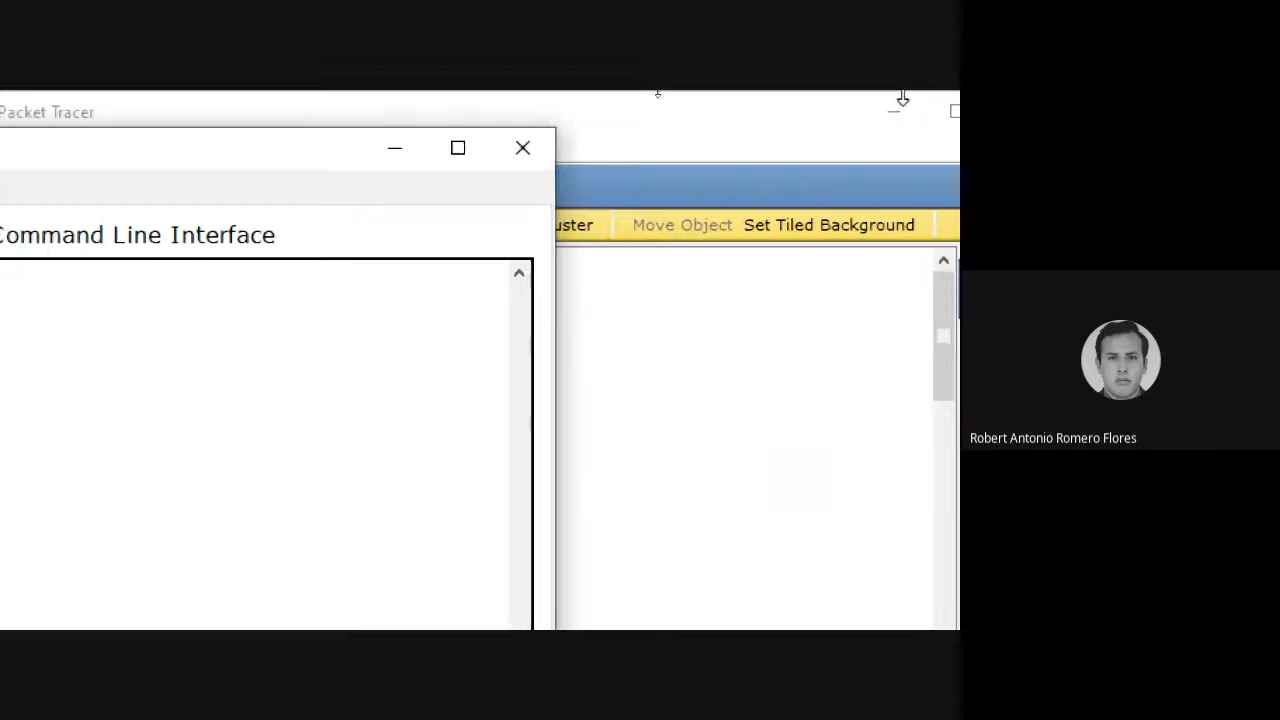 Packet Tracer
Command Line Interface
uster Move Object Set Tiled Background
Robert Antonio Romero Flores